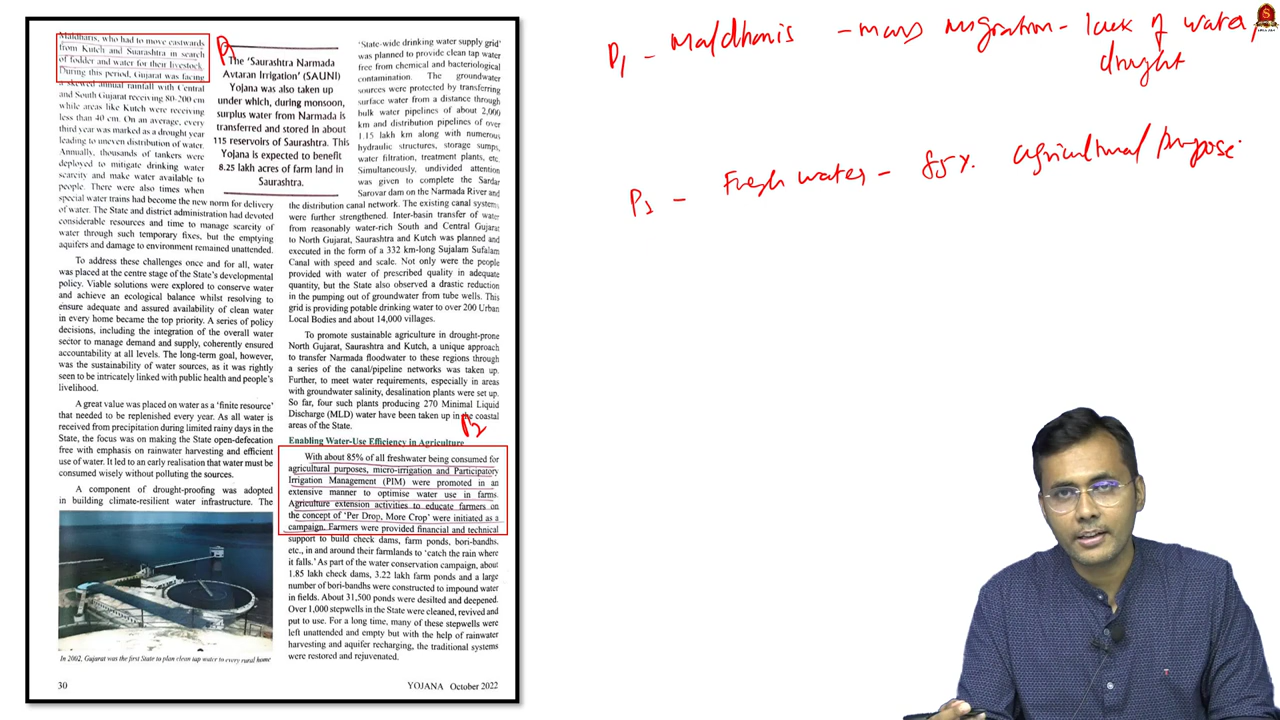 Maldharis, who had to move eastwards
from Kutch and Suarashtra in search
of fodder and water for their livestock.
During this period, Gujarat was facing
a skewed annual rainfall with Central
and South Gujarat receiving 80-200 cm
while areas like Kutch were receiving
less than 40 cm. On an average, every
third year was marked as a drought year
leading to uneven distribution of water.
Annually, thousands of tankers were
deployed to mitigate drinking water
scarcity and make water available to
people. There were also times when
special water trains had become the new norm for delivery
of water. The State and district administration had devoted
considerable resources and time to manage scarcity of
water through such temporary fixes, but the emptying
aquifers and damage to environment remained unattended.
To address these challenges once and for all, water
was placed at the centre stage of the State's developmental
policy. Viable solutions were explored to conserve water
and achieve an ecological balance whilst resolving to
ensure adequate and assured availability of clean water
in every home became the top priority. A series of policy
decisions, including the integration of the overall water
sector to manage demand and supply, coherently ensured
accountability at all levels. The long-term goal, however,
was the sustainability of water sources, as it was rightly
seen to be intricately linked with public health and people's
livelihood.
A great value was placed on water as a 'finite resource'
that needed to be replenished every year. As all water is
received from precipitation during limited rainy days in the
State, the focus was on making the State open-defecation
free with emphasis on rainwater harvesting and efficient
use of water. It led to an early realisation that water must be
consumed wisely without polluting the sources.
A component of drought-proofing was adopted
in building climate-resilient water infrastructure. The
In 2002, Gujarat was the first State to plan clean tap water to every rural home
The 'Saurashtra Narmada
Avtaran Irrigation' (SAUNI)
Yojana was also taken up
under which, during monsoon,
surplus water from Narmada is
transferred and stored in about
115 reservoirs of Saurashtra. This
Yojana is expected to benefit
8.25 lakh acres of farm land in
Saurashtra.
'State-wide drinking water supply grid'
was planned to provide clean tap water
free from chemical and bacteriological
contamination. The groundwater
sources were protected by transferring
surface water from a distance through
bulk water pipelines of about 2,000
km and distribution pipelines of over
1.15 lakh km along with numerous
hydraulic structures, storage sumps,
water filtration, treatment plants, etc.
Simultaneously, undivided attention
was given to complete the Sardar
Sarovar dam on the Narmada River and
the distribution canal network. The existing canal systems
were further strengthened. Inter-basin transfer of water
from reasonably water-rich South and Central Gujarat
to North Gujarat, Saurashtra and Kutch was planned and
executed in the form of a 332 km-long Sujalam Sufalam
Canal with speed and scale. Not only were the people
provided with water of prescribed quality in adequate
quantity, but the State also observed a drastic reduction
in the pumping out of groundwater from tube wells. This
grid is providing potable drinking water to over 200 Urban
Local Bodies and about 14,000 villages.
To promote sustainable agriculture in drought-prone
North Gujarat, Saurashtra and Kutch, a unique approach
to transfer Narmada floodwater to these regions through
a series of the canal/pipeline networks was taken up.
Further, to meet water requirements, especially in areas
with groundwater salinity, desalination plants were set up.
So far, four such plants producing 270 Minimal Liquid
Discharge (MLD) water have been taken up in the coastal
areas of the State.
P2
Enabling Water-Use Efficiency in Agriculture
With about 85% of all freshwater being consumed for
agricultural purposes, micro-irrigation and Participatory
Irrigation Management (PIM) were promoted in an
extensive manner to optimise water use in farms.
Agriculture extension activities to educate farmers on
the concept of 'Per Drop, More Crop' were initiated as a
campaign. Farmers were provided financial and technical
support to build check dams, farm ponds, bori-bandhs,
etc., in and around their farmlands to 'catch the rain where
it falls.' As part of the water conservation campaign, about
1.85 lakh check dams, 3.22 lakh farm ponds and a large
number of bori-bandhs were constructed to impound water
in fields. About 31,500 ponds were desilted and deepened.
Over 1,000 stepwells in the State were cleaned, revived and
put to use. For a long time, many of these stepwells were
left unattended and empty but with the help of rainwater
harvesting and aquifer recharging, the traditional systems
were restored and rejuvenated.
30
YOJANA October 2022
P1 - Maldharis - mass migration - lack of water,
drought
P2 - Fresh water - 85% agricultural purpose